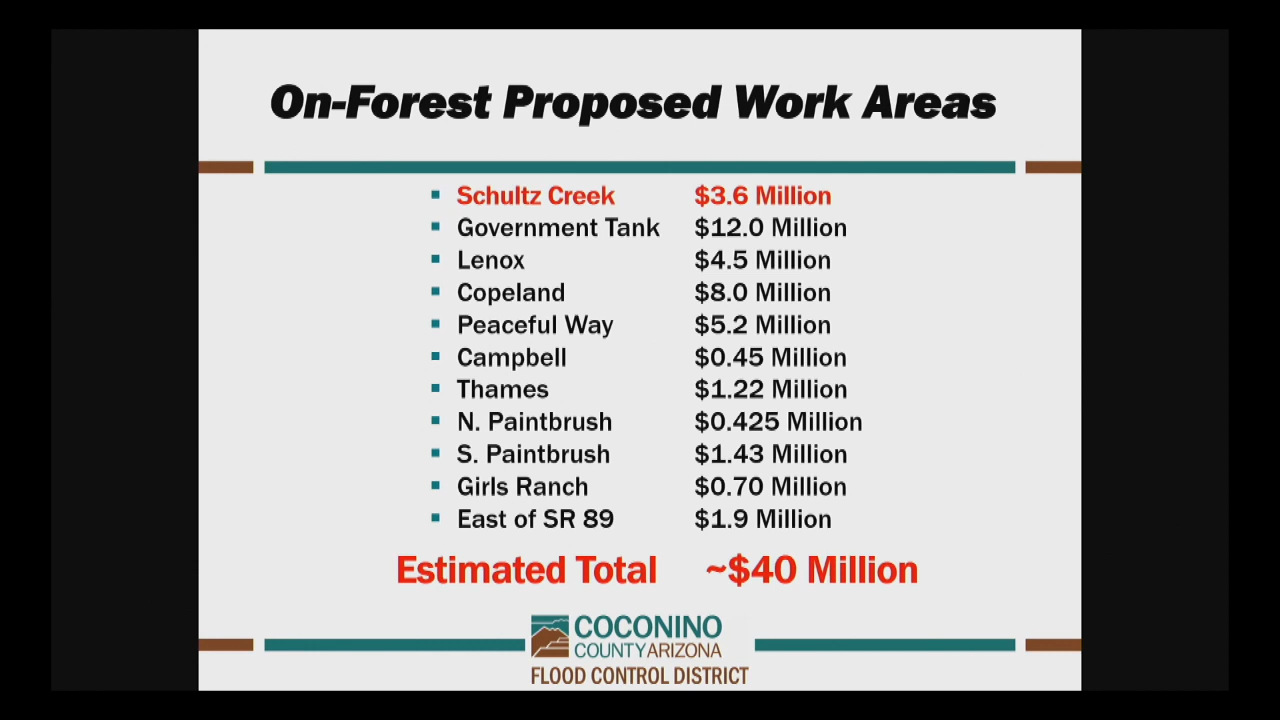 On-Forest Proposed Work Areas
Schultz Creek $3.6 Million
Government Tank $12.0 Million
Lenox $4.5 Million
Copeland $8.0 Million
Peaceful Way $5.2 Million
Campbell $0.45 Million
Thames $1.22 Million
N. Paintbrush $0.425 Million
S. Paintbrush $1.43 Million
Girls Ranch $0.70 Million
East of SR 89 $1.9 Million
Estimated Total ~$40 Million
COCONINO
COUNTY ARIZONA
FLOOD CONTROL DISTRICT